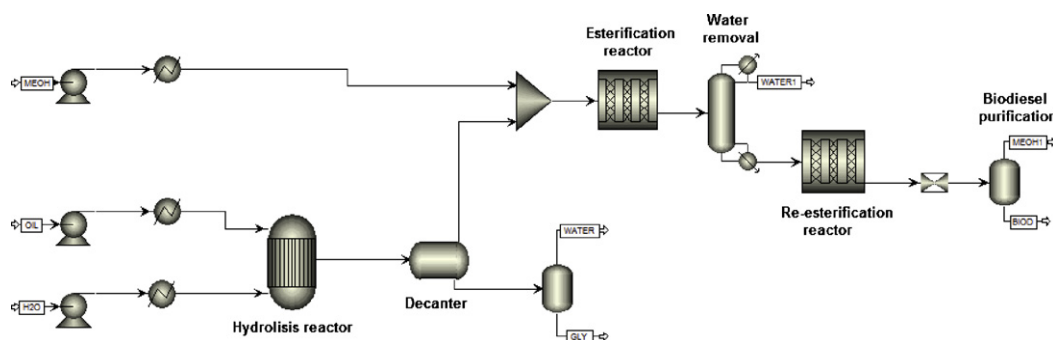 Water
removal
Esterification
reactor
MEOH
WATER1
Biodiesel
purification
MEOH1
OIL
Re-esterification
reactor
BIOD
WATER
H2O
Decanter
Hydrolisis reactor
GLY